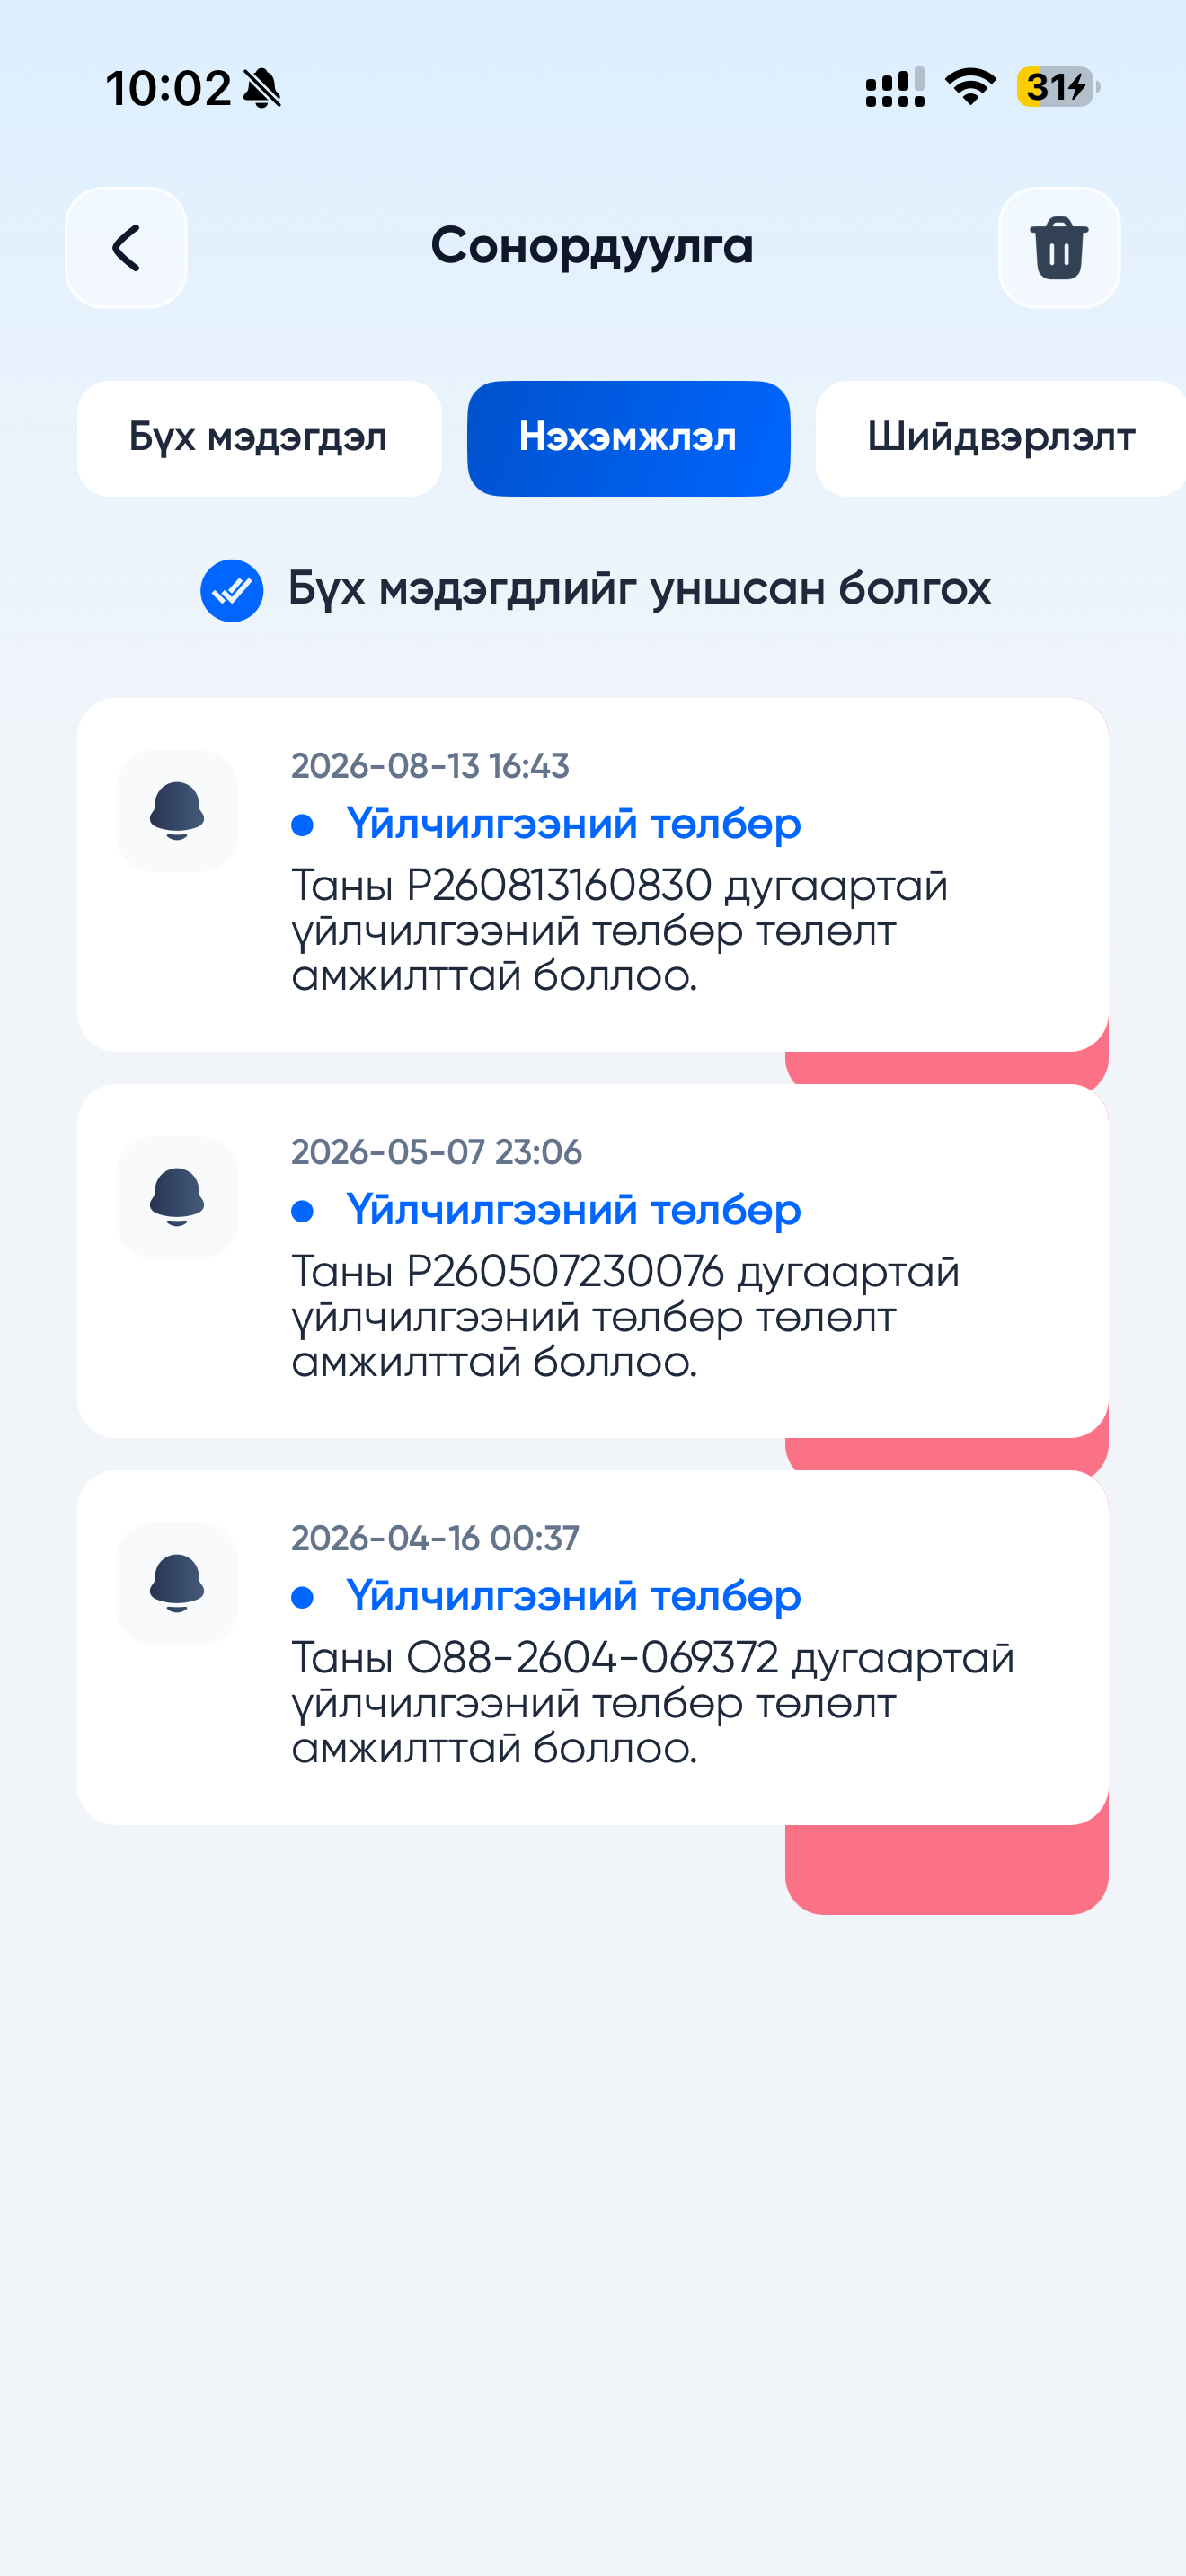 10:02
31
Сонордуулга
Бүх мэдэгдэл
Нэхэмжлэл
Шийдвэрлэлт
Бүх мэдэгдлийг уншсан болгох
2026-08-13 16:43
Үйлчилгээний төлбөр
Таны P260813160830 дугаартай
үйлчилгээний төлбөр төлөлт
амжилттай боллоо.
2026-05-07 23:06
Үйлчилгээний төлбөр
Таны P260507230076 дугаартай
үйлчилгээний төлбөр төлөлт
амжилттай боллоо.
2026-04-16 00:37
Үйлчилгээний төлбөр
Таны O88-2604-069372 дугаартай
үйлчилгээний төлбөр төлөлт
амжилттай боллоо.